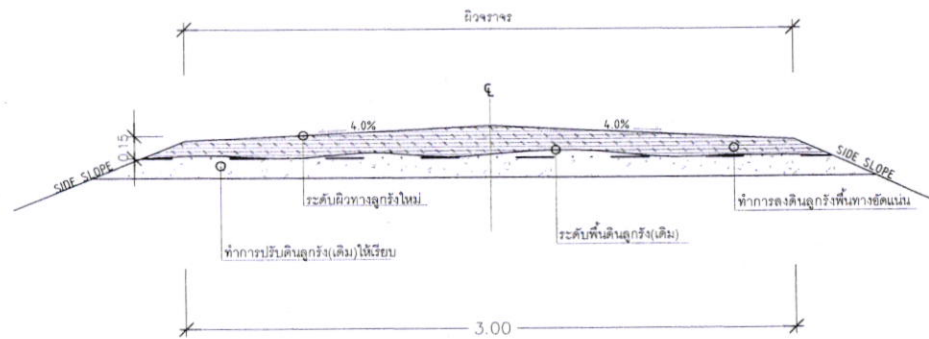 ผิวจราจร
℄
4.0%
4.0%
0.15
SIDE SLOPE
SIDE SLOPE
ระดับผิวทางลูกรังใหม่
ทำการลงดินลูกรังพื้นทางอัดแน่น
ระดับพื้นดินลูกรัง(เดิม)
ทำการปรับดินลูกรัง(เดิม)ให้เรียบ
3.00